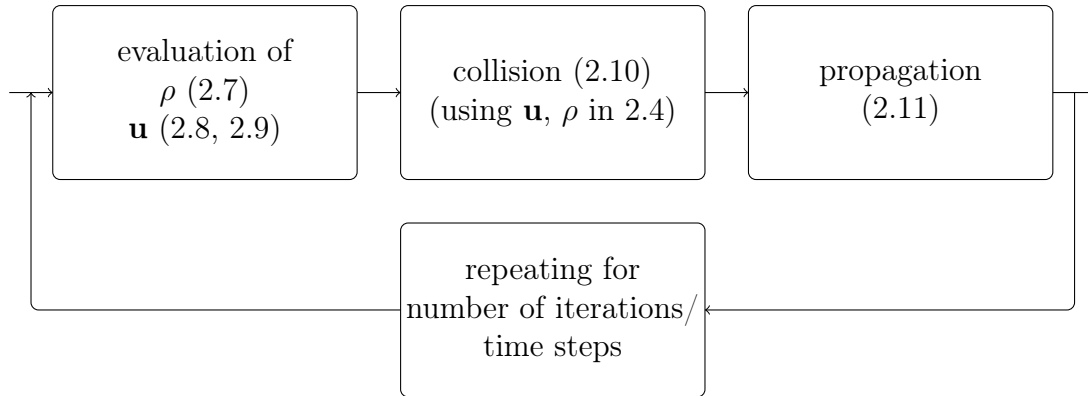 evaluation of
ρ (2.7)
u (2.8, 2.9)
collision (2.10)
(using u, ρ in 2.4)
propagation
(2.11)
repeating for
number of iterations/
time steps